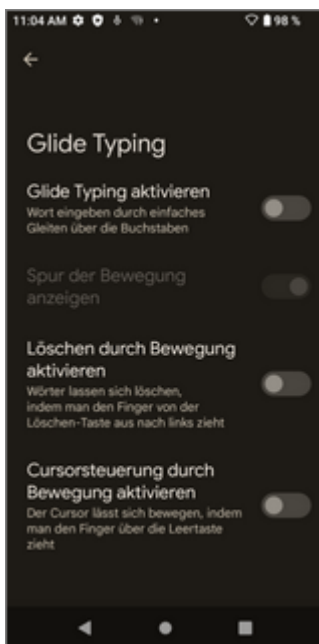 11:04 AM 98 %
Glide Typing
Glide Typing aktivieren
Wort eingeben durch einfaches
Gleiten über die Buchstaben
Spur der Bewegung
anzeigen
Löschen durch Bewegung
aktivieren
Wörter lassen sich löschen,
indem man den Finger von der
Löschen-Taste aus nach links zieht
Cursorsteuerung durch
Bewegung aktivieren
Der Cursor lässt sich bewegen, indem
man den Finger über die Leertaste
zieht